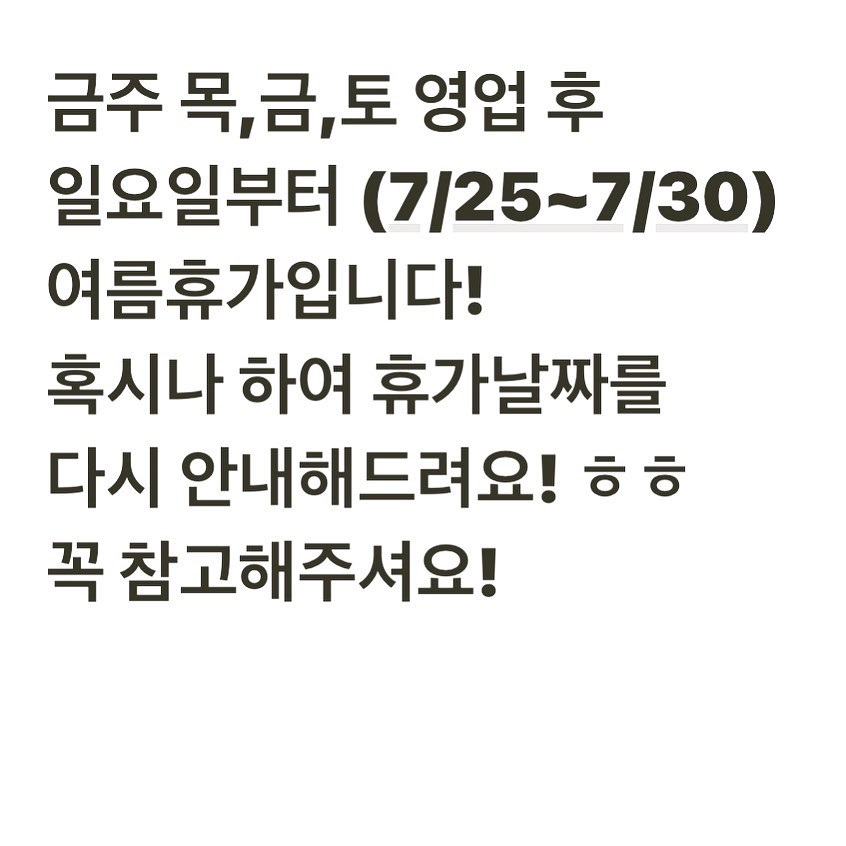 금주 목,금,토 영업 후
일요일부터 (7/25~7/30)
여름휴가입니다!
혹시나 하여 휴가날짜를
다시 안내해드려요! ㅎㅎ
꼭 참고해주셔요!